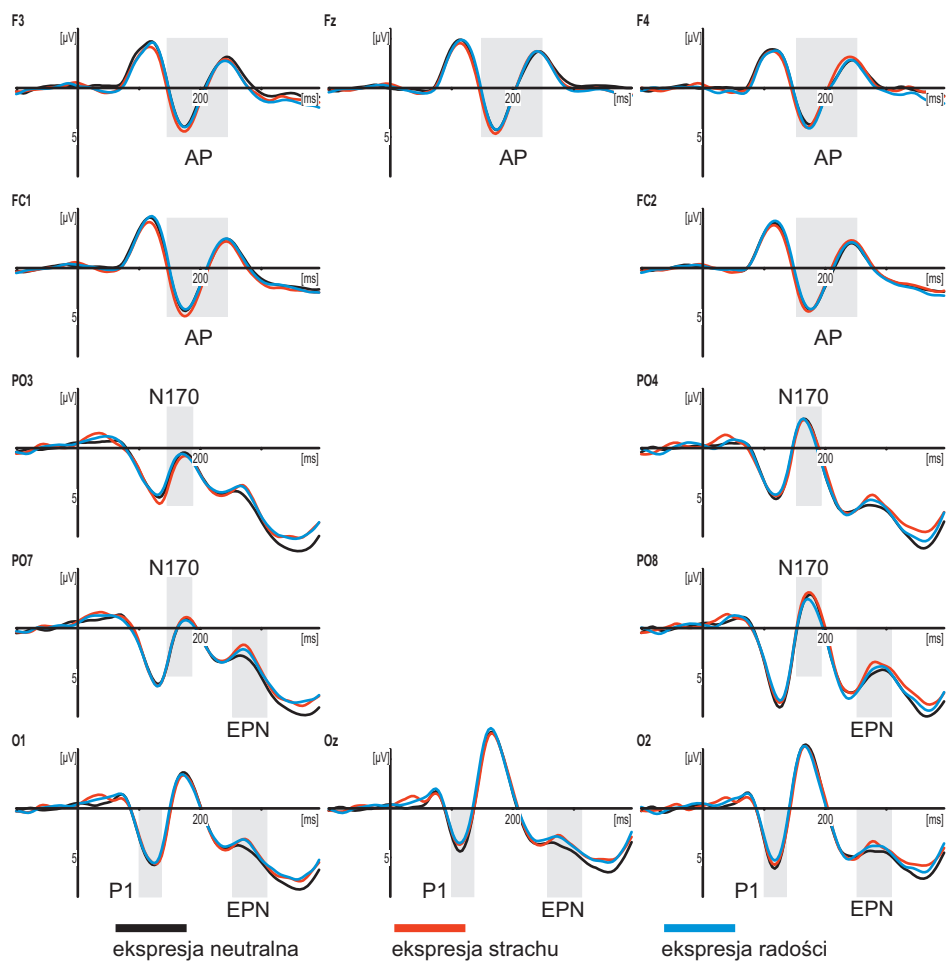 F3 Fz F4
[µV] [µV] [µV]
200 [ms] 200 [ms] 200 [ms]
5 5 5
AP AP AP
FC1 FC2
[µV] [µV]
200 [ms] 200 [ms]
5 5
AP AP
PO3 PO4
[µV] N170 [µV] N170
200 [ms] 200 [ms]
5 5
PO7 PO8
[µV] N170 [µV] N170
200 [ms] 200 [ms]
5 5
EPN EPN
O1 Oz O2
[µV] [µV] [µV]
200 [ms] 200 [ms] 200 [ms]
5 5 5
P1 EPN P1 EPN P1 EPN
ekspresja neutralna ekspresja strachu ekspresja radości